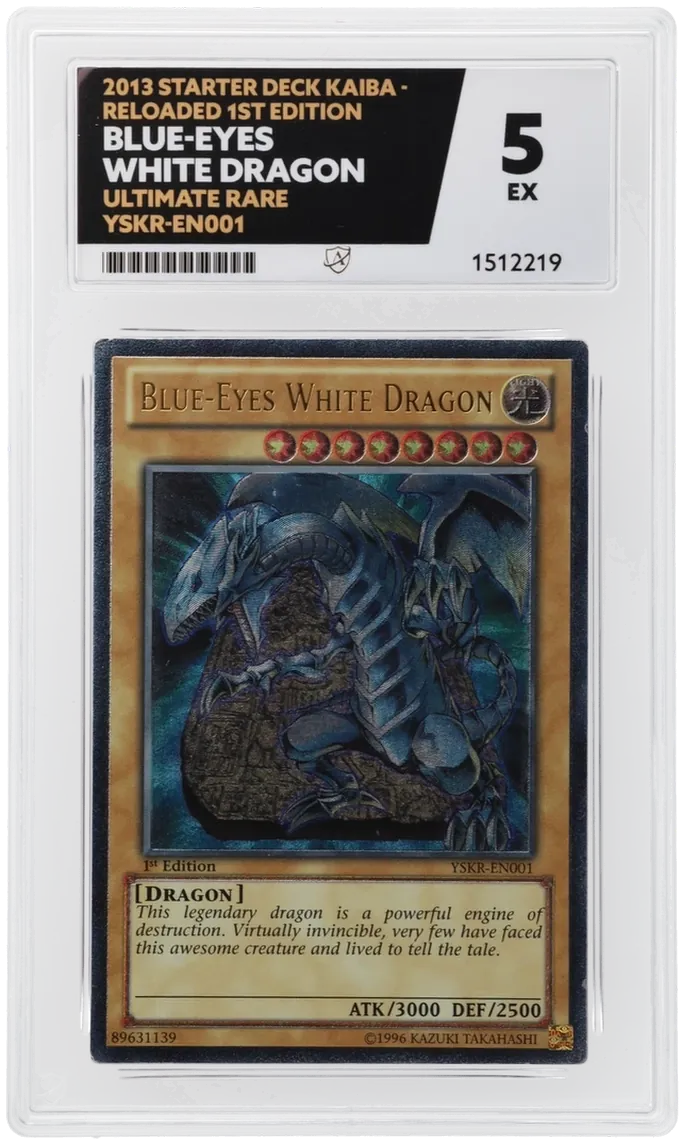 2013 STARTER DECK KAIBA -
RELOADED 1ST EDITION
BLUE-EYES
WHITE DRAGON
ULTIMATE RARE
YSKR-EN001
5
EX
1512219
BLUE-EYES WHITE DRAGON
LIGHT
光
1st Edition
YSKR-EN001
[DRAGON]
This legendary dragon is a powerful engine of
destruction. Virtually invincible, very few have faced
this awesome creature and lived to tell the tale.
ATK/3000 DEF/2500
89631139
©1996 KAZUKI TAKAHASHI